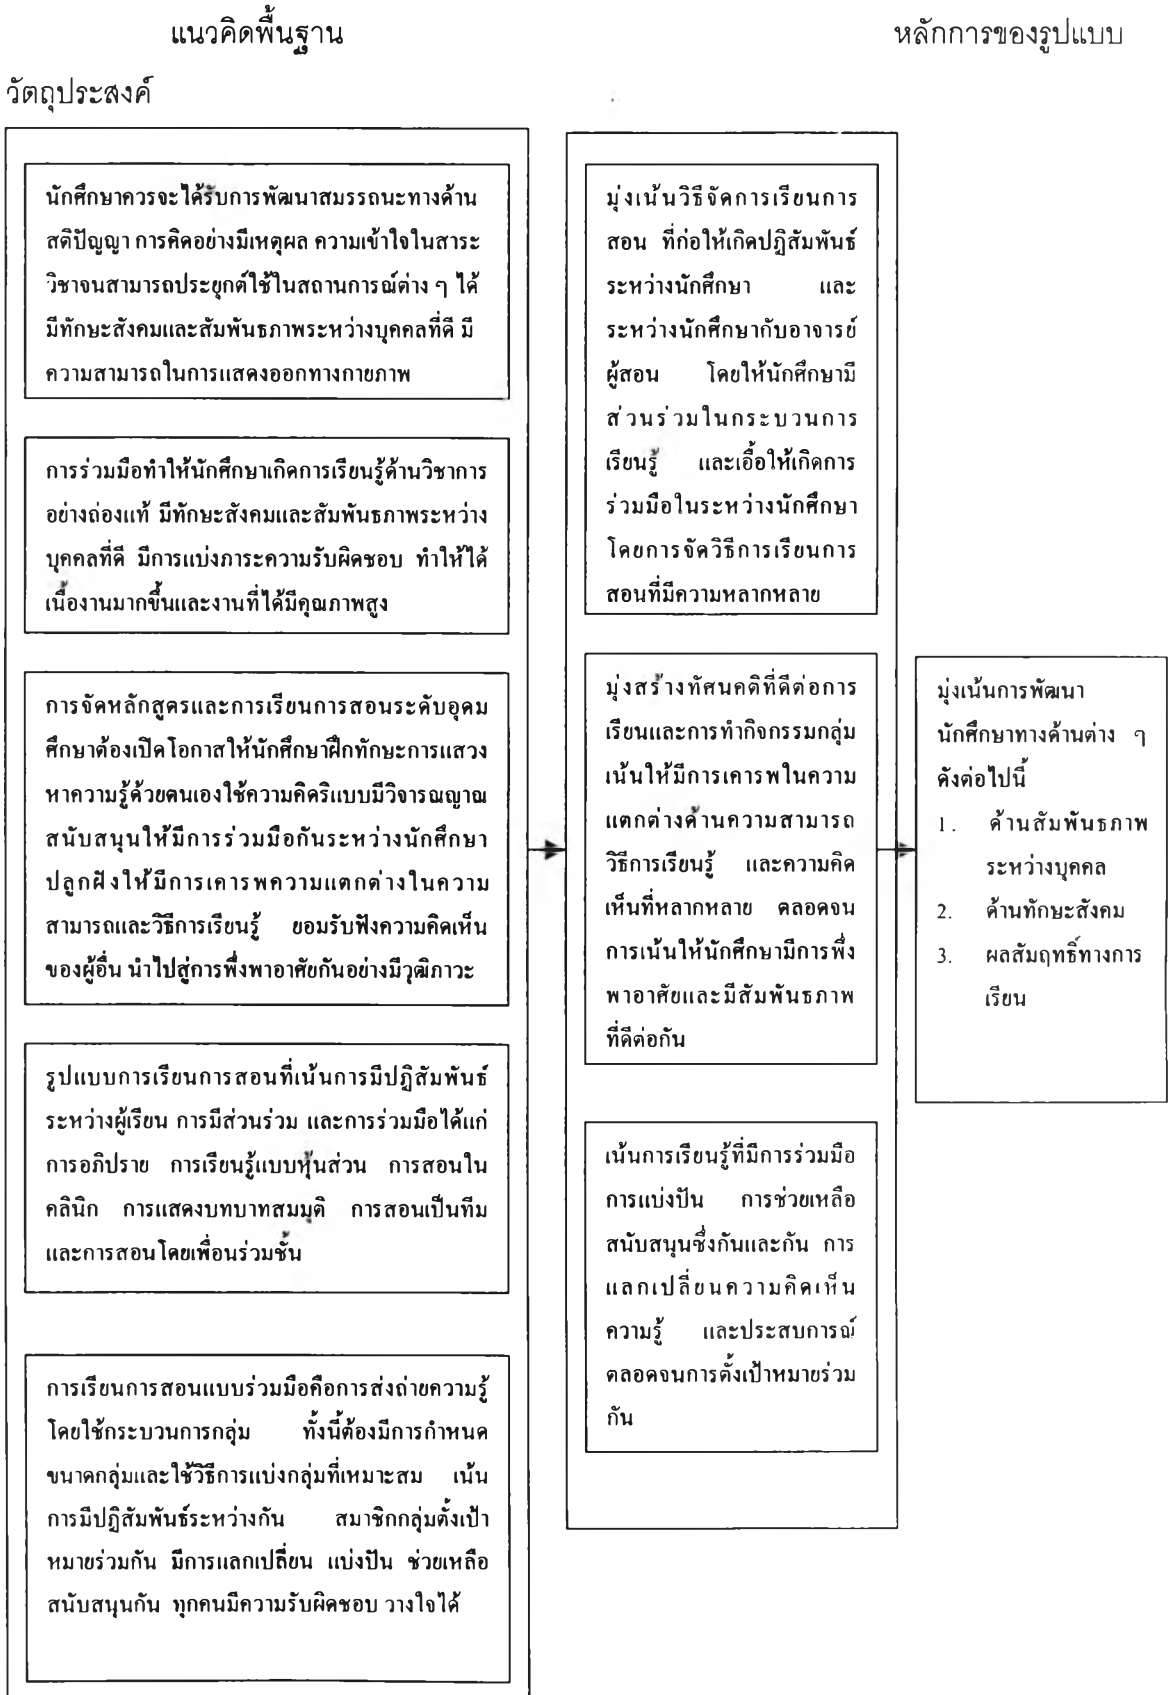 แนวคิดพื้นฐาน
หลักการของรูปแบบ
วัตถุประสงค์
นักศึกษาควรจะได้รับการพัฒนาสมรรถนะทางด้าน
สติปัญญา การคิดอย่างมีเหตุผล ความเข้าใจในสาระ
วิชาจนสามารถประยุกต์ใช้ในสถานการณ์ต่าง ๆ ได้
มีทักษะสังคมและสัมพันธภาพระหว่างบุคคลที่ดี มี
ความสามารถในการแสดงออกทางกายภาพ
การร่วมมือทำให้นักศึกษาเกิดการเรียนรู้ด้านวิชาการ
อย่างถ่องแท้ มีทักษะสังคมและสัมพันธภาพระหว่าง
บุคคลที่ดี มีการแบ่งภาระความรับผิดชอบ ทำให้ได้
เนื้องานมากขึ้นและงานที่ได้มีคุณภาพสูง
การจัดหลักสูตรและการเรียนการสอนระดับอุดม
ศึกษาต้องเปิดโอกาสให้นักศึกษาฝึกทักษะการแสวง
หาความรู้ด้วยตนเองใช้ความคิดริแบบมีวิจารณญาณ
สนับสนุนให้มีการร่วมมือกันระหว่างนักศึกษา
ปลูกฝังให้มีการเคารพความแตกต่างในความ
สามารถและวิธีการเรียนรู้ ยอมรับฟังความคิดเห็น
ของผู้อื่น นำไปสู่การพึ่งพาอาศัยกันอย่างมีวุฒิภาวะ
รูปแบบการเรียนการสอนที่เน้นการมีปฏิสัมพันธ์
ระหว่างผู้เรียน การมีส่วนร่วม และการร่วมมือได้แก่
การอภิปราย การเรียนรู้แบบหุ้นส่วน การสอนใน
คลินิก การแสดงบทบาทสมมุติ การสอนเป็นทีม
และการสอนโดยเพื่อนร่วมชั้น
การเรียนการสอนแบบร่วมมือคือการส่งถ่ายความรู้
โดยใช้กระบวนการกลุ่ม ทั้งนี้ต้องมีการกำหนด
ขนาดกลุ่มและใช้วิธีการแบ่งกลุ่มที่เหมาะสม เน้น
การมีปฏิสัมพันธ์ระหว่างกัน สมาชิกกลุ่มตั้งเป้า
หมายร่วมกัน มีการแลกเปลี่ยน แบ่งปัน ช่วยเหลือ
สนับสนุนกัน ทุกคนมีความรับผิดชอบ วางใจได้
มุ่งเน้นวิธีจัดการเรียนการ
สอน ที่ก่อให้เกิดปฏิสัมพันธ์
ระหว่างนักศึกษา และ
ระหว่างนักศึกษากับอาจารย์
ผู้สอน โดยให้นักศึกษามี
ส่วนร่วมในกระบวนการ
เรียนรู้ และเอื้อให้เกิดการ
ร่วมมือในระหว่างนักศึกษา
โดยการจัดวิธีการเรียนการ
สอนที่มีความหลากหลาย
มุ่งสร้างทัศนคติที่ดีต่อการ
เรียนและการทำกิจกรรมกลุ่ม
เน้นให้มีการเคารพในความ
แตกต่างด้านความสามารถ
วิธีการเรียนรู้ และความคิด
เห็นที่หลากหลาย ตลอดจน
การเน้นให้นักศึกษามีการพึ่ง
พาอาศัยและมีสัมพันธภาพ
ที่ดีต่อกัน
เน้นการเรียนรู้ที่มีการร่วมมือ
การแบ่งปัน การช่วยเหลือ
สนับสนุนซึ่งกันและกัน การ
แลกเปลี่ยนความคิดเห็น
ความรู้ และประสบการณ์
ตลอดจนการตั้งเป้าหมายร่วม
กัน
มุ่งเน้นการพัฒนา
นักศึกษาทางด้านต่าง ๆ
ดังต่อไปนี้
1. ด้านสัมพันธภาพ
ระหว่างบุคคล
2. ด้านทักษะสังคม
3. ผลสัมฤทธิ์ทางการ
เรียน